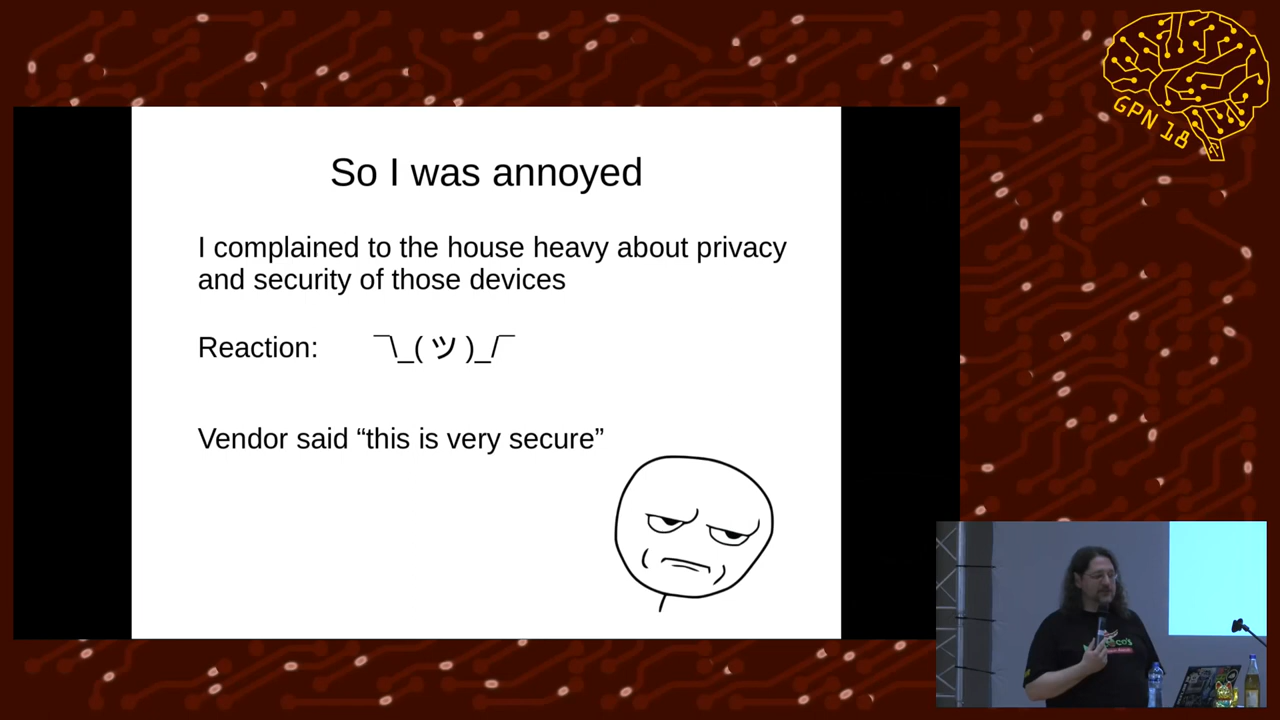 GPN 18
So I was annoyed
I complained to the house heavy about privacy
and security of those devices
Reaction: ¯\_( ツ )_/¯
Vendor said “this is very secure”